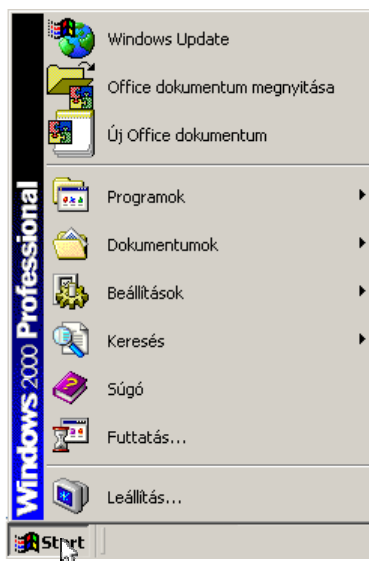 Windows Update
Office dokumentum megnyitása
Új Office dokumentum
Programok
Dokumentumok
Beállítások
Keresés
Súgó
Futtatás...
Leállítás...
Windows 2000 Professional
Start